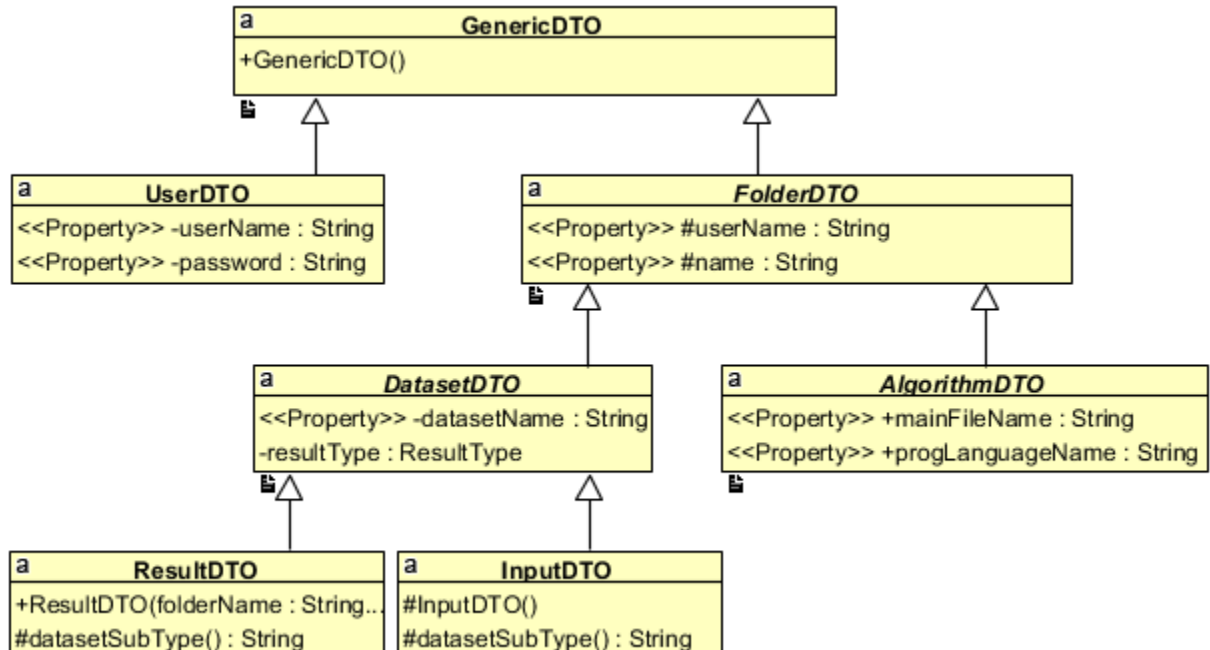 a
GenericDTO
+GenericDTO()
a
UserDTO
<<Property>> -userName : String
<<Property>> -password : String
a
FolderDTO
<<Property>> #userName : String
<<Property>> #name : String
a
DatasetDTO
<<Property>> -datasetName : String
-resultType : ResultType
a
AlgorithmDTO
<<Property>> +mainFileName : String
<<Property>> +progLanguageName : String
a
ResultDTO
+ResultDTO(folderName : String...
#datasetSubType() : String
a
InputDTO
#InputDTO()
#datasetSubType() : String